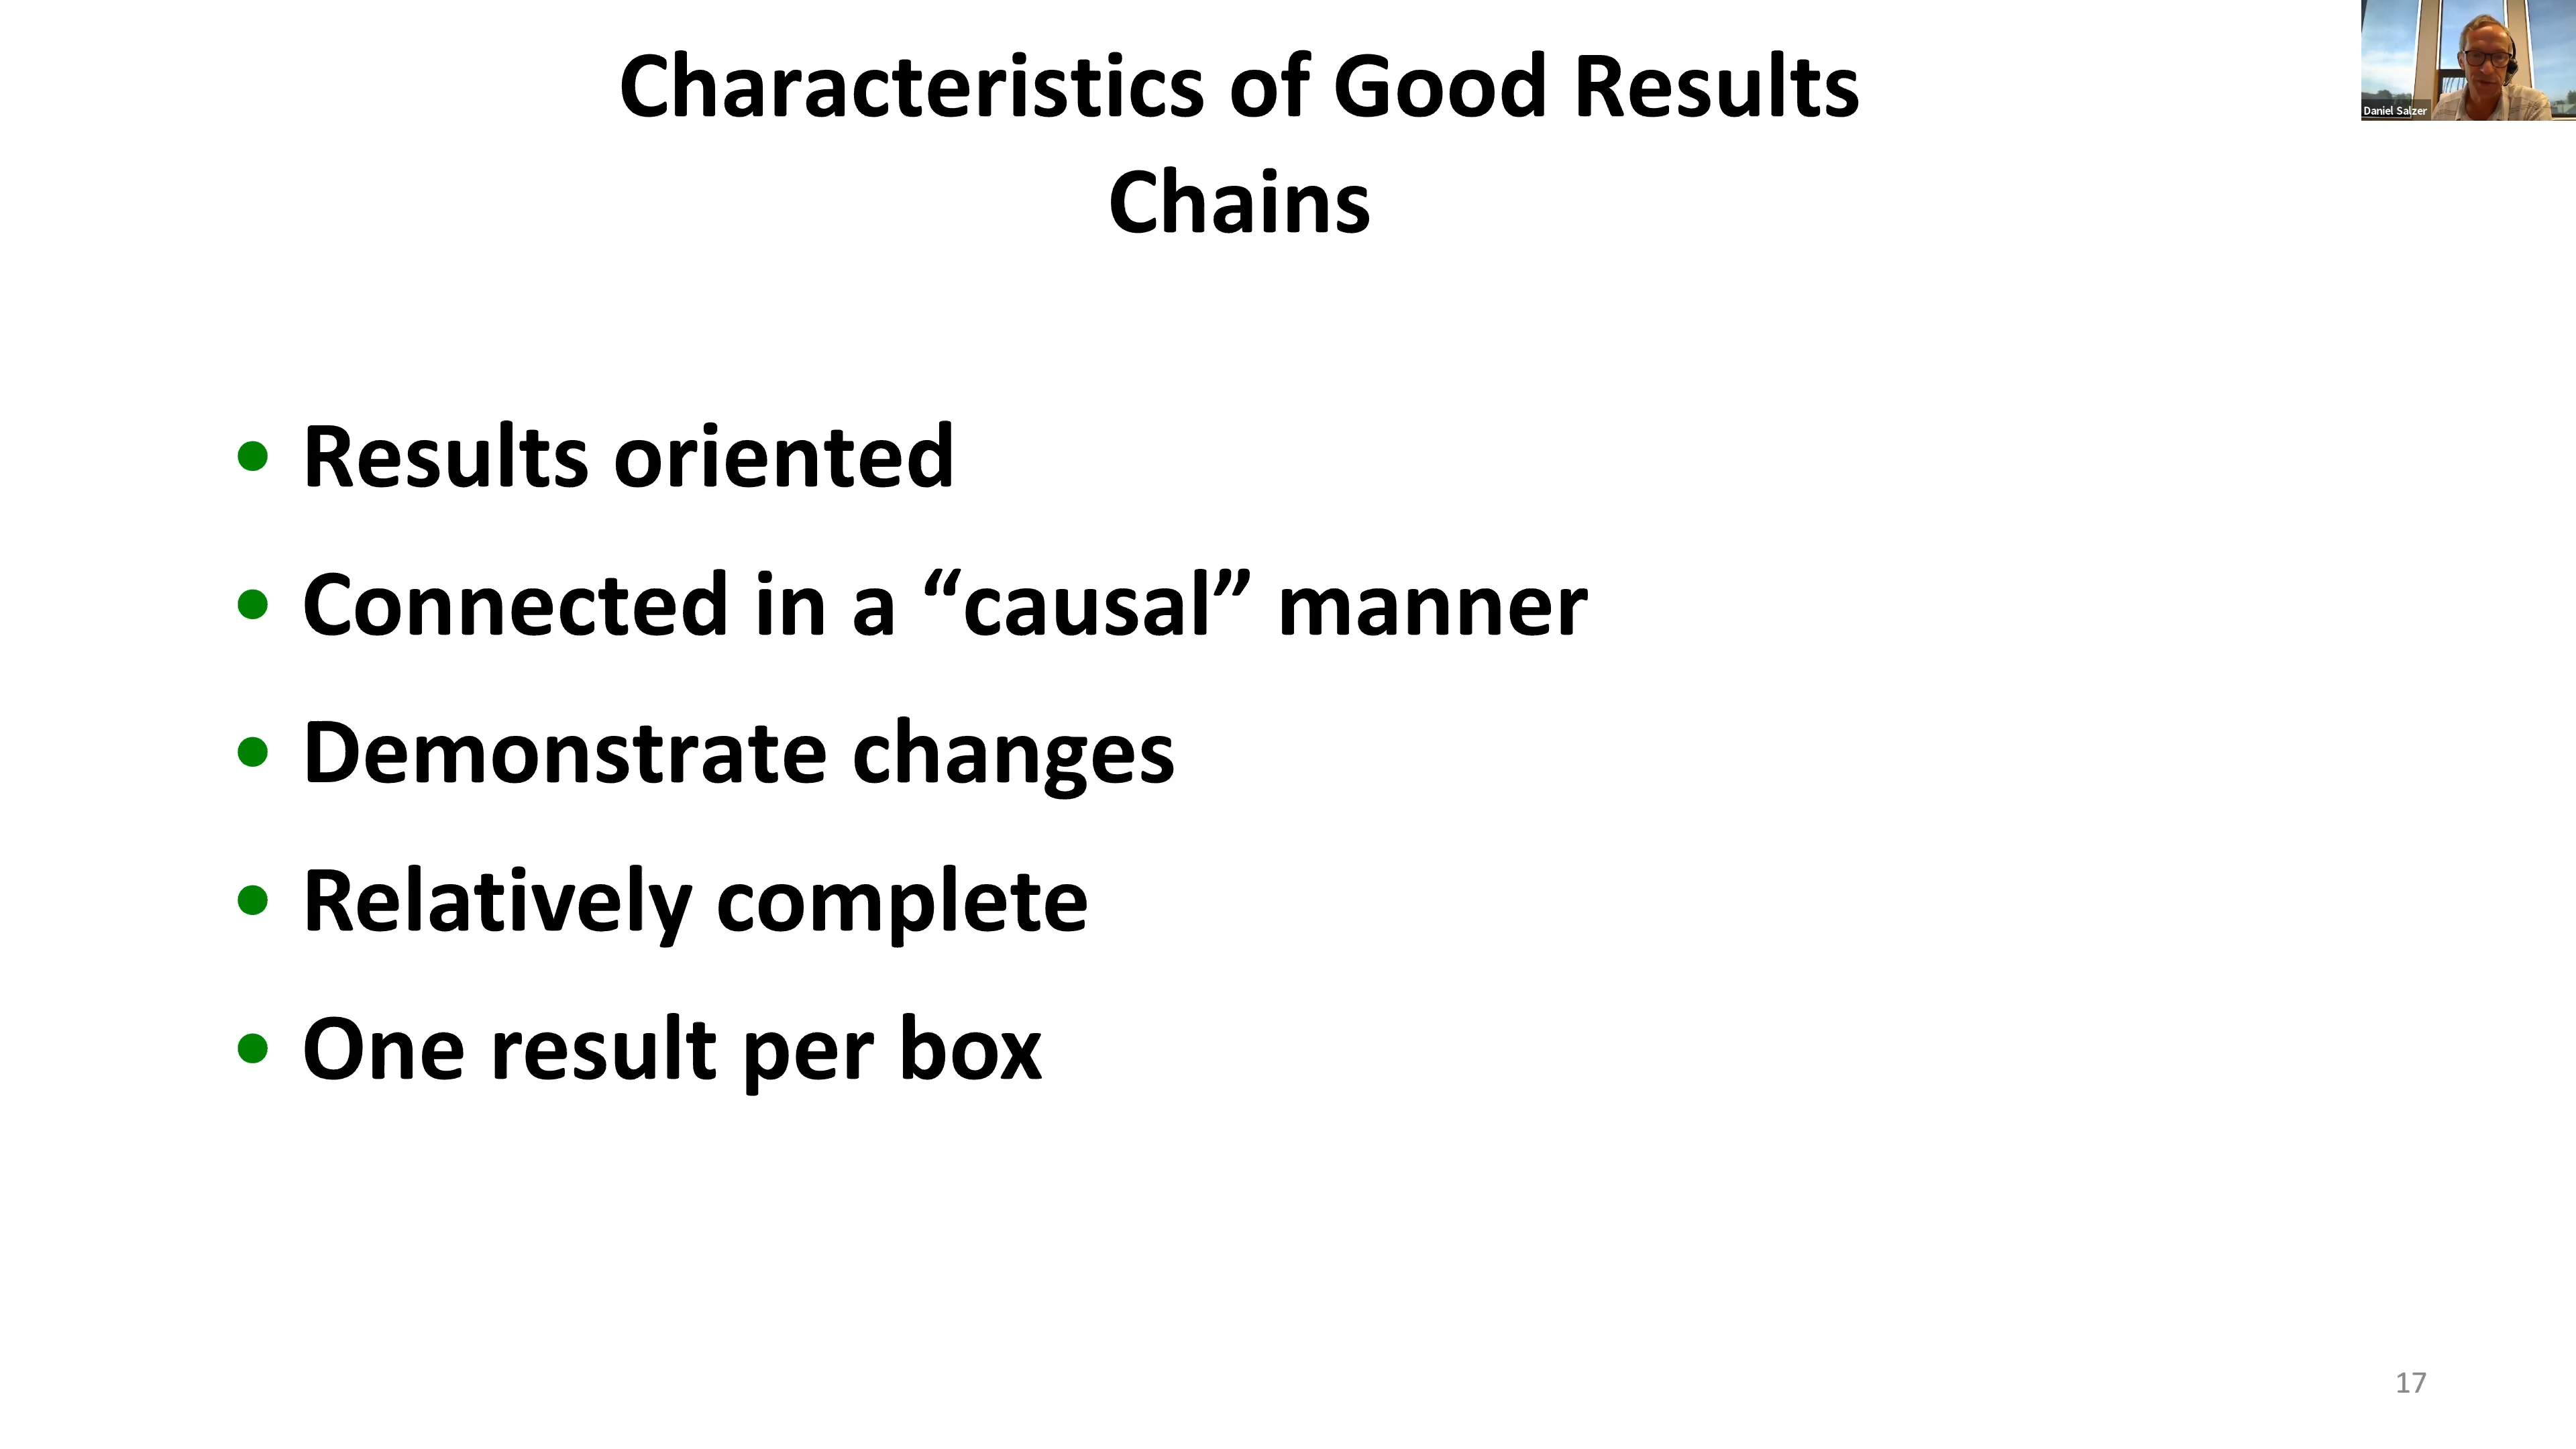 Characteristics of Good Results
Chains
Daniel Salzer
• Results oriented
• Connected in a “causal” manner
• Demonstrate changes
• Relatively complete
• One result per box
17